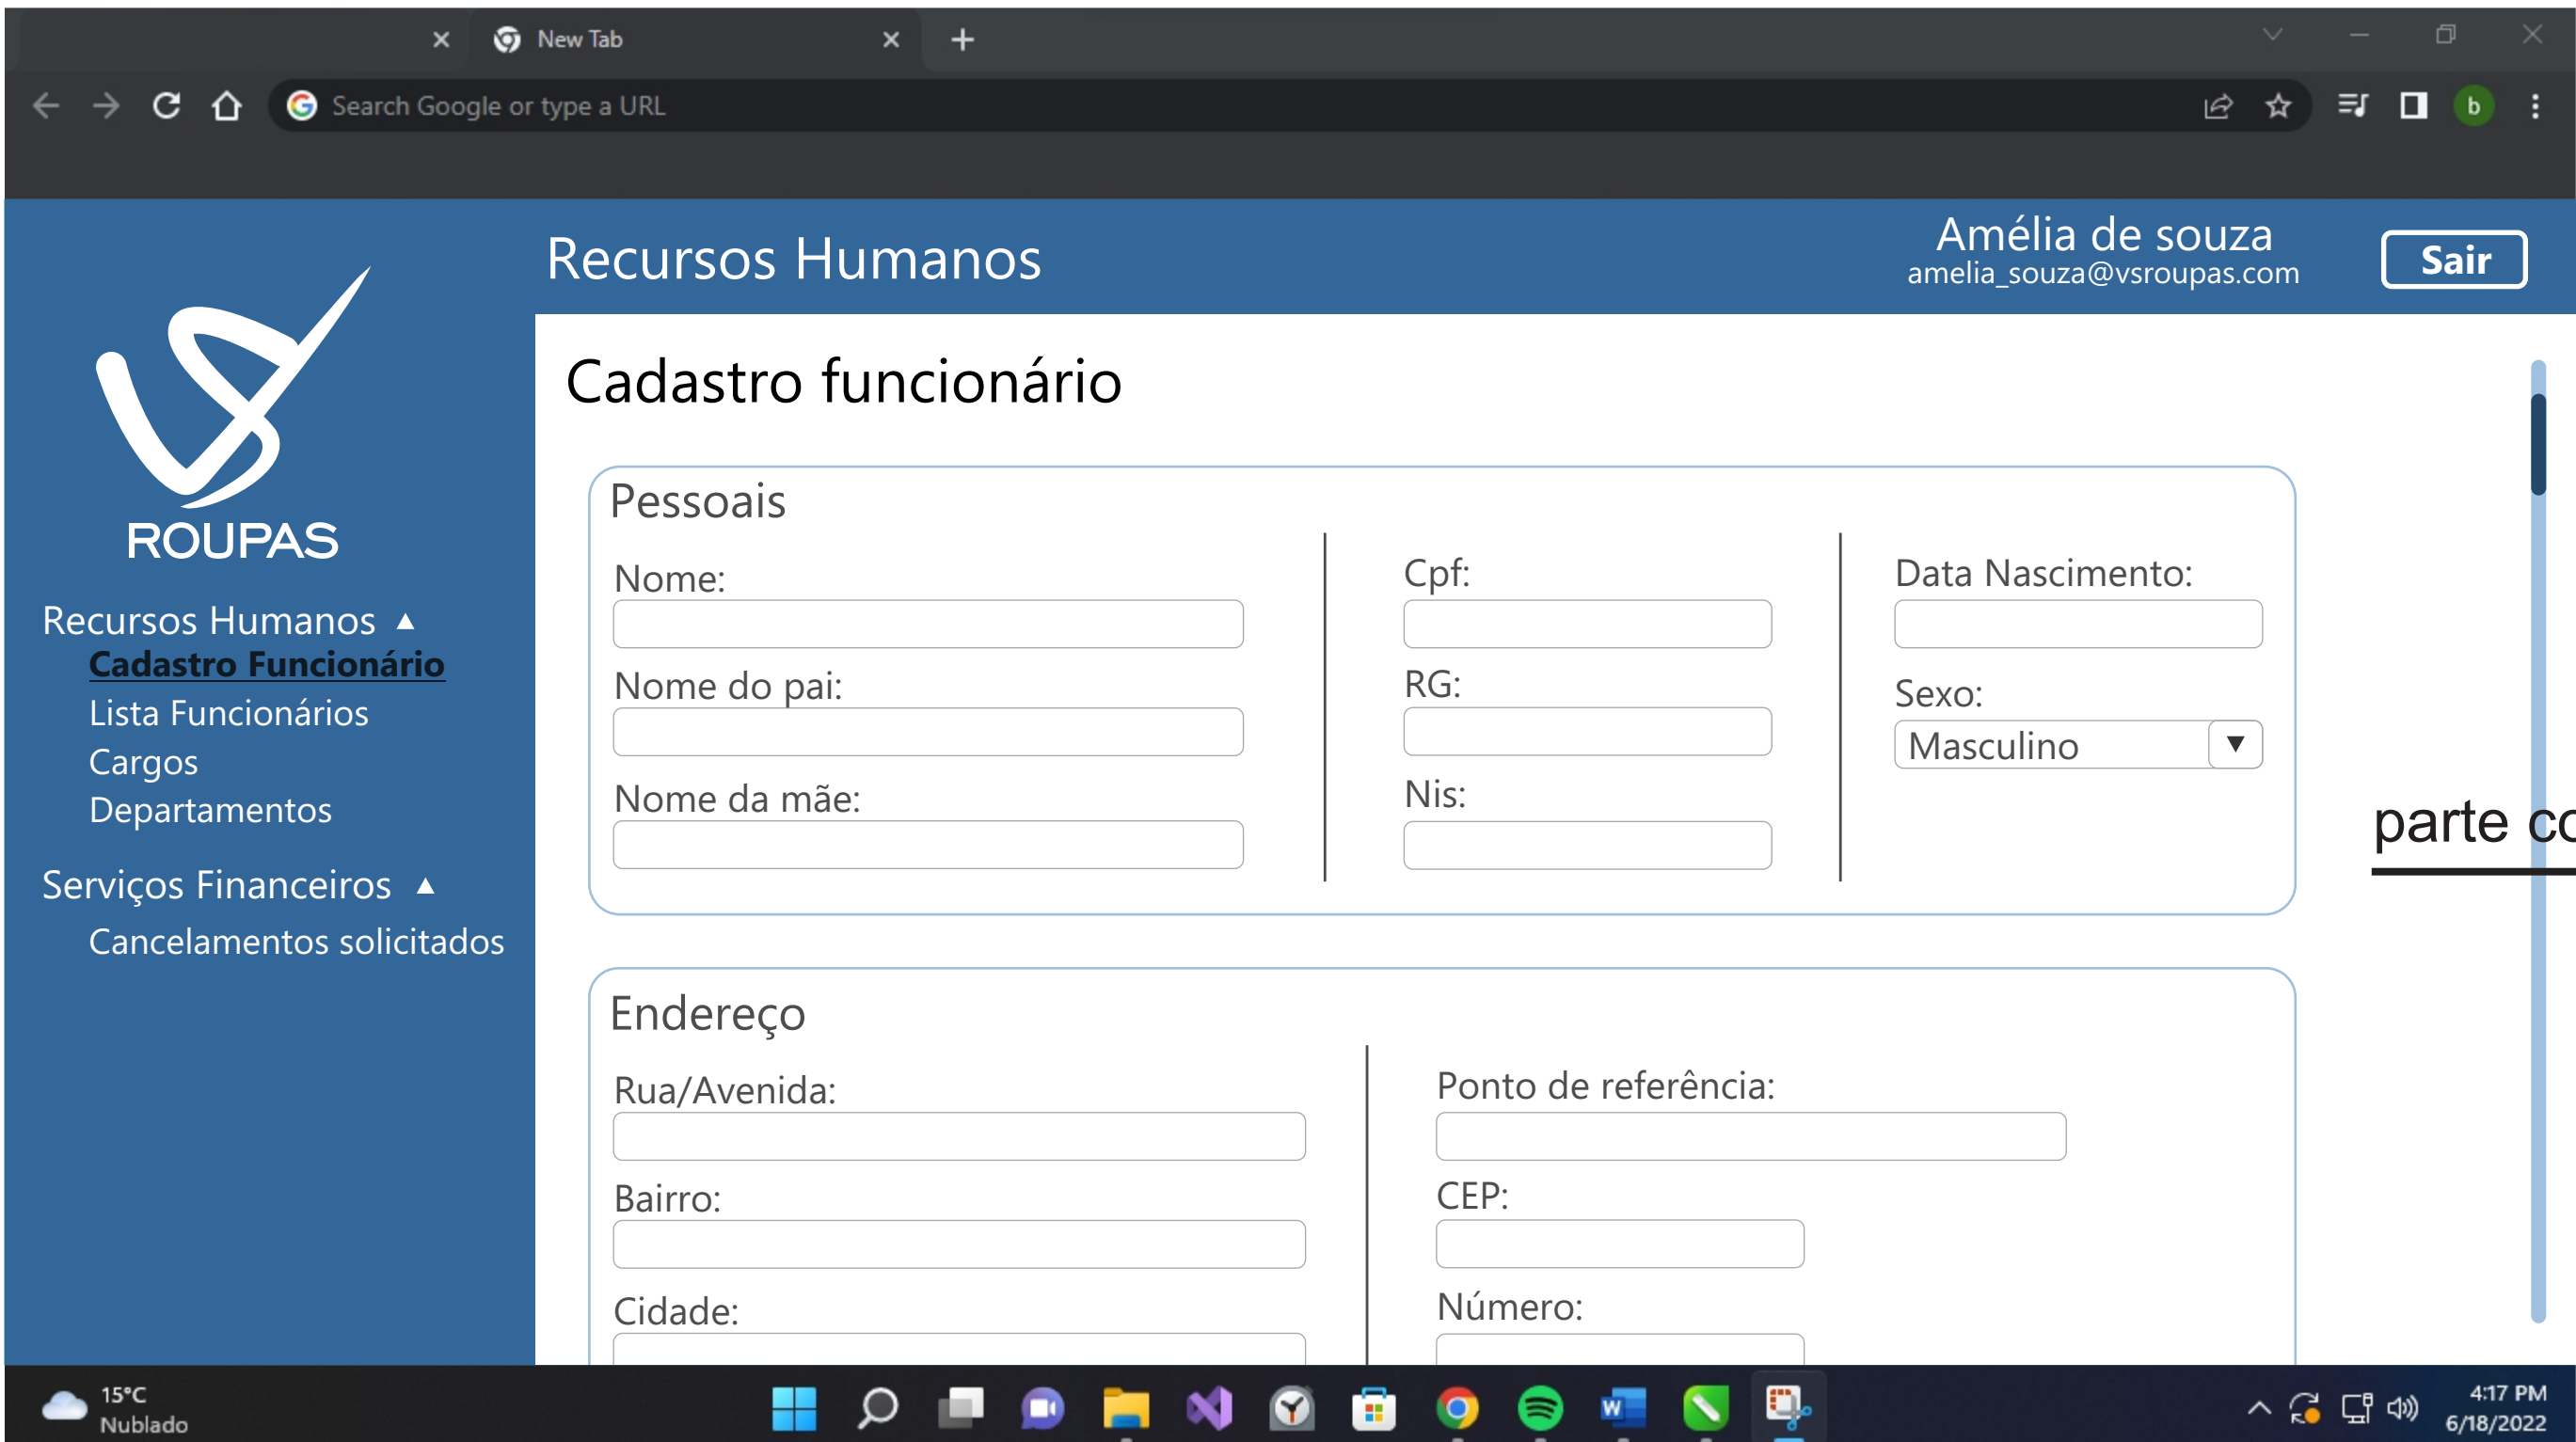 New Tab
Search Google or type a URL
b
Recursos Humanos
Amélia de souza
amelia_souza@vsroupas.com
Sair
VS
ROUPAS
Recursos Humanos
Cadastro Funcionário
Lista Funcionários
Cargos
Departamentos
Serviços Financeiros
Cancelamentos solicitados
Cadastro funcionário
Pessoais
Nome:
Nome do pai:
Nome da mãe:
Cpf:
RG:
Nis:
Data Nascimento:
Sexo:
Masculino
parte co
Endereço
Rua/Avenida:
Bairro:
Cidade:
Ponto de referência:
CEP:
Número:
15°C
Nublado
W
4:17 PM
6/18/2022